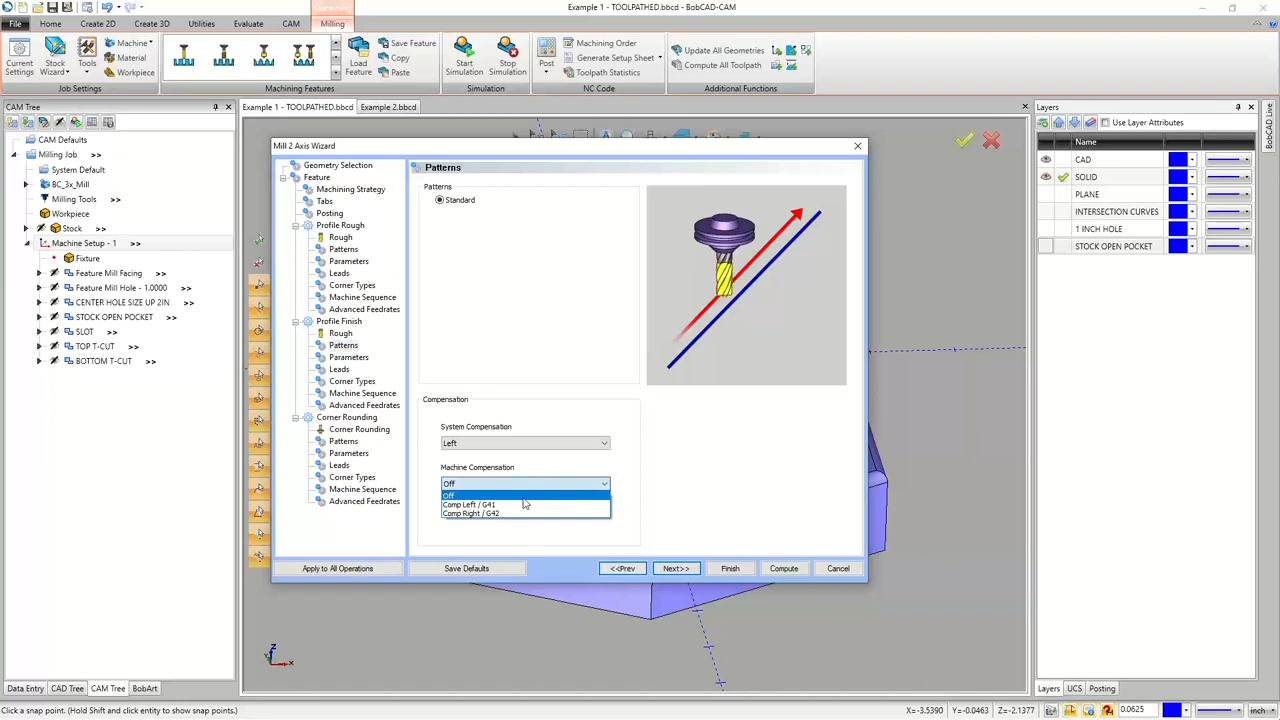 Machining
Example 1 - TOOLPATHED.bbcd - BobCAD-CAM
File
Home
Create 2D
Create 3D
Utilities
Evaluate
CAM
Milling
Current Settings
Stock Wizard
Tools
Machine
Material
Workpiece
Job Settings
Load Feature
Save Feature
Copy
Paste
Machining Features
Start Simulation
Stop Simulation
Simulation
Post
Machining Order
Generate Setup Sheet
Toolpath Statistics
NC Code
Update All Geometries
Compute All Toolpath
Additional Functions
CAM Tree
CAM Defaults
Milling Job >>
System Default
BC_3x_Mill
Milling Tools >>
Workpiece
Stock >>
Machine Setup - 1 >>
Fixture
Feature Mill Facing >>
Feature Mill Hole - 1.0000 >>
CENTER HOLE SIZE UP 2IN >>
STOCK OPEN POCKET >>
SLOT >>
TOP T-CUT >>
BOTTOM T-CUT >>
Data Entry
CAD Tree
CAM Tree
BobArt
Example 1 - TOOLPATHED.bbcd
Example 2.bbcd
Mill 2 Axis Wizard
Geometry Selection
Feature
Machining Strategy
Tabs
Posting
Profile Rough
Rough
Patterns
Parameters
Leads
Corner Types
Machine Sequence
Advanced Feedrates
Profile Finish
Rough
Patterns
Parameters
Leads
Corner Types
Machine Sequence
Advanced Feedrates
Corner Rounding
Corner Rounding
Patterns
Parameters
Leads
Corner Types
Machine Sequence
Advanced Feedrates
Patterns
Patterns
Standard
Compensation
System Compensation
Left
Machine Compensation
Off
Off
Comp Left / G41
Comp Right / G42
Apply to All Operations
Save Defaults
<<Prev
Next>>
Finish
Compute
Cancel
Z
X
Layers
Use Layer Attributes
Name
CAD
SOLID
PLANE
INTERSECTION CURVES
1 INCH HOLE
STOCK OPEN POCKET
BobCAD Live
Layers
UCS
Posting
Click a snap point. (Hold Shift and click entity to show snap points.)
X=-3.5390
Y=-0.0463
Z=-2.1377
0.0625
inch